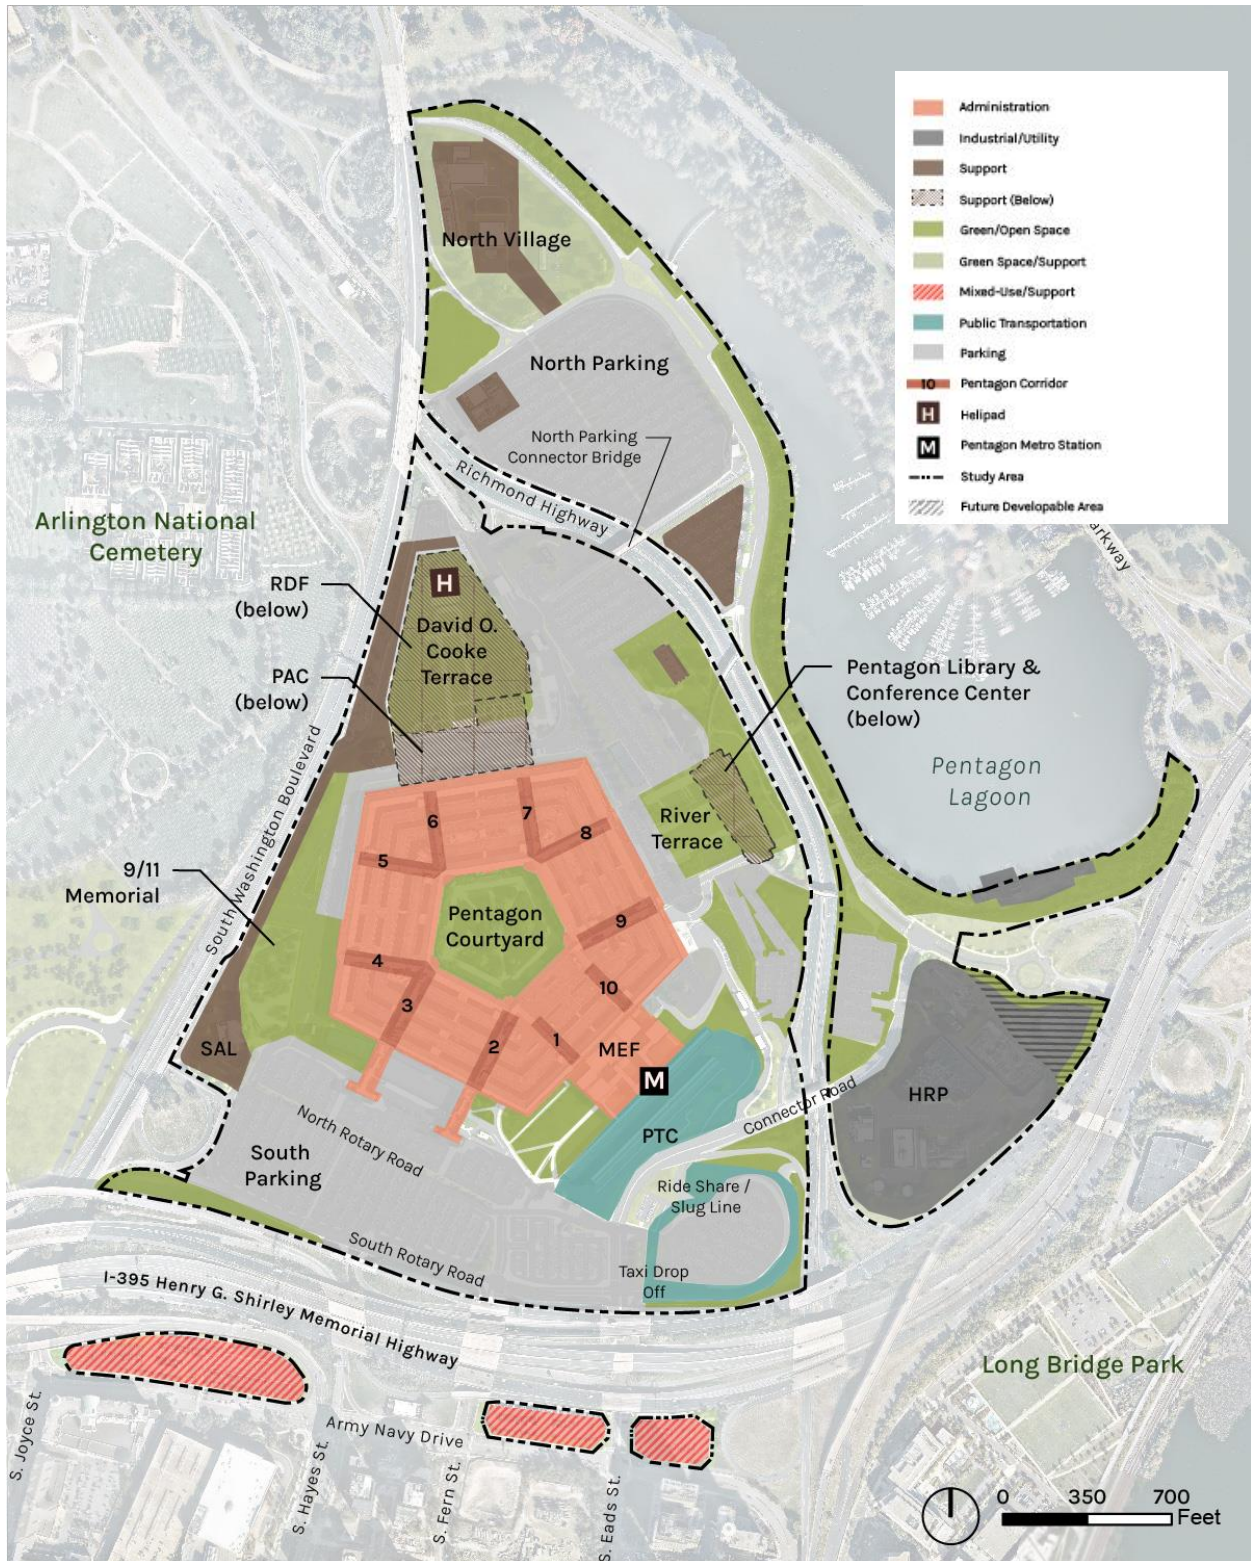 Administration
Industrial/Utility
Support
Support (Below)
Green/Open Space
Green Space/Support
Mixed-Use/Support
Public Transportation
Parking
10 Pentagon Corridor
H Helipad
M Pentagon Metro Station
Study Area
Future Developable Area
North Village
North Parking
North Parking
Connector Bridge
Richmond Highway
Arlington National
Cemetery
RDF
(below)
H
David O.
Cooke
Terrace
PAC
(below)
Pentagon Library &
Conference Center
(below)
Pentagon
Lagoon
River
Terrace
South Washington Boulevard
9/11
Memorial
6
7
8
5
Pentagon
Courtyard
9
4
3
10
2
1
MEF
M
SAL
PTC
Connector Road
HRP
North Rotary Road
South
Parking
Ride Share /
Slug Line
South Rotary Road
Taxi Drop
Off
I-395 Henry G. Shirley Memorial Highway
Long Bridge Park
S. Joyce St.
Army Navy Drive
S. Hayes St.
S. Fern St.
S. Eads St.
0 350 700
Feet